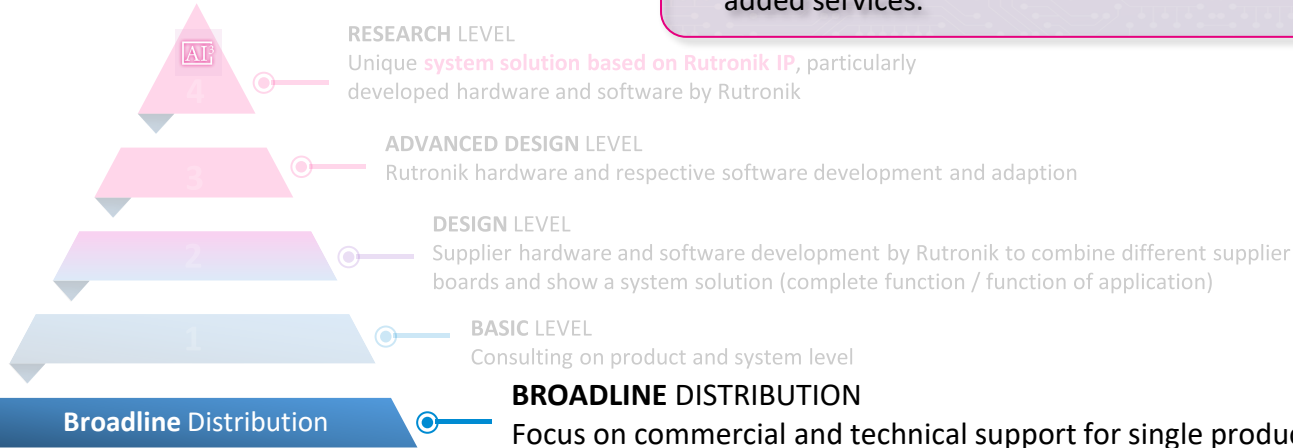 added services.
RESEARCH LEVEL
Unique system solution based on Rutronik IP, particularly
developed hardware and software by Rutronik
AI³
4
ADVANCED DESIGN LEVEL
Rutronik hardware and respective software development and adaption
3
DESIGN LEVEL
Supplier hardware and software development by Rutronik to combine different supplier
boards and show a system solution (complete function / function of application)
2
BASIC LEVEL
Consulting on product and system level
1
BROADLINE DISTRIBUTION
Focus on commercial and technical support for single produc
Broadline Distribution